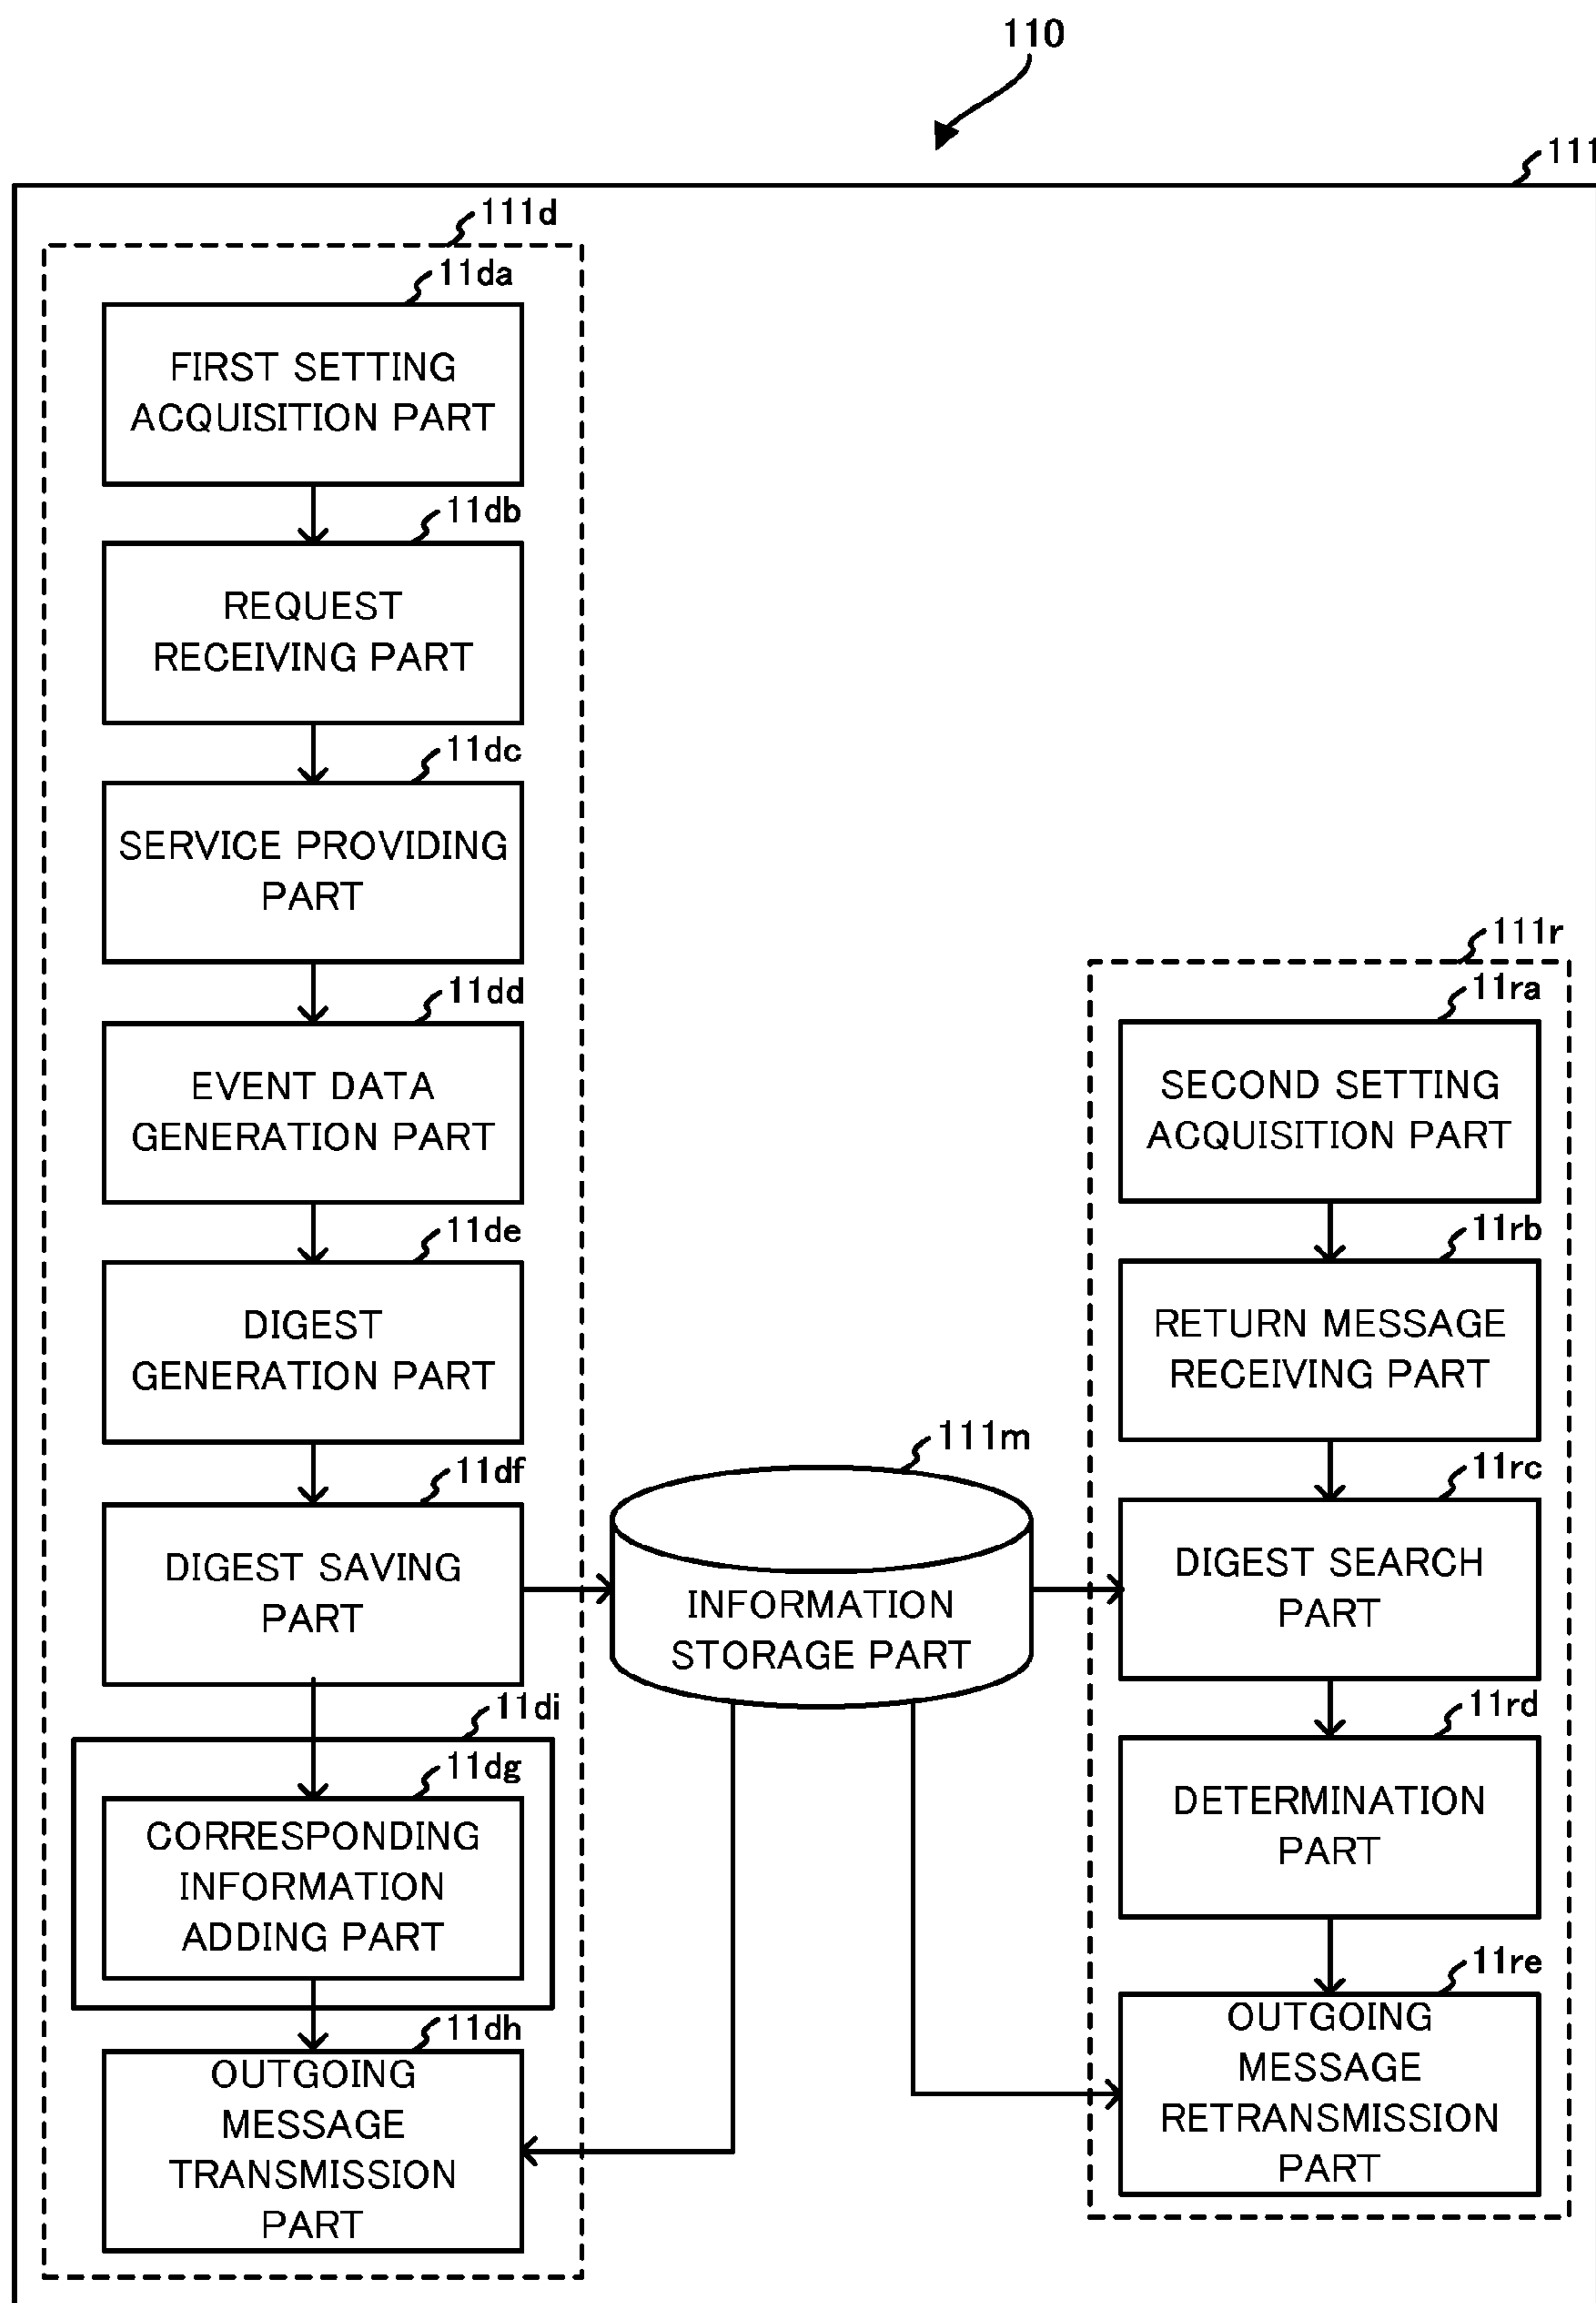 110
111
111d
11da
FIRST SETTING
ACQUISITION PART
11db
REQUEST
RECEIVING PART
11dc
SERVICE PROVIDING
PART
11dd
EVENT DATA
GENERATION PART
11de
DIGEST
GENERATION PART
11df
DIGEST SAVING
PART
11di
11dg
CORRESPONDING
INFORMATION
ADDING PART
11dh
OUTGOING
MESSAGE
TRANSMISSION
PART
111m
INFORMATION
STORAGE PART
111r
11ra
SECOND SETTING
ACQUISITION PART
11rb
RETURN MESSAGE
RECEIVING PART
11rc
DIGEST SEARCH
PART
11rd
DETERMINATION
PART
11re
OUTGOING
MESSAGE
RETRANSMISSION
PART